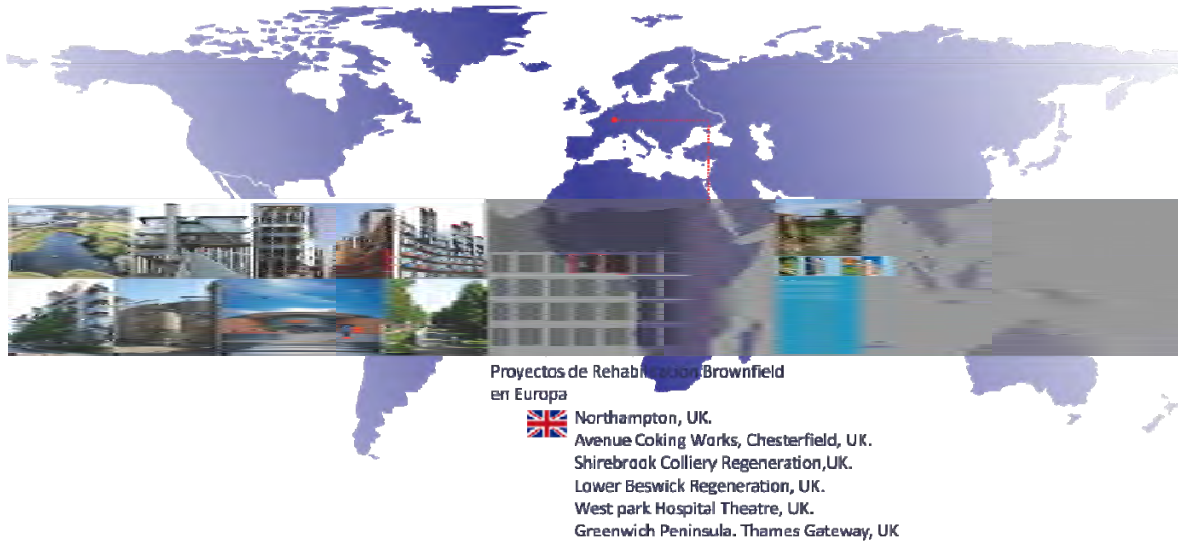 Proyectos de Rehabilitación Brownfield
en Europa
Northampton, UK.
Avenue Coking Works, Chesterfield, UK.
Shirebrook Colliery Regeneration,UK.
Lower Beswick Regeneration, UK.
West park Hospital Theatre, UK.
Greenwich Peninsula. Thames Gateway, UK